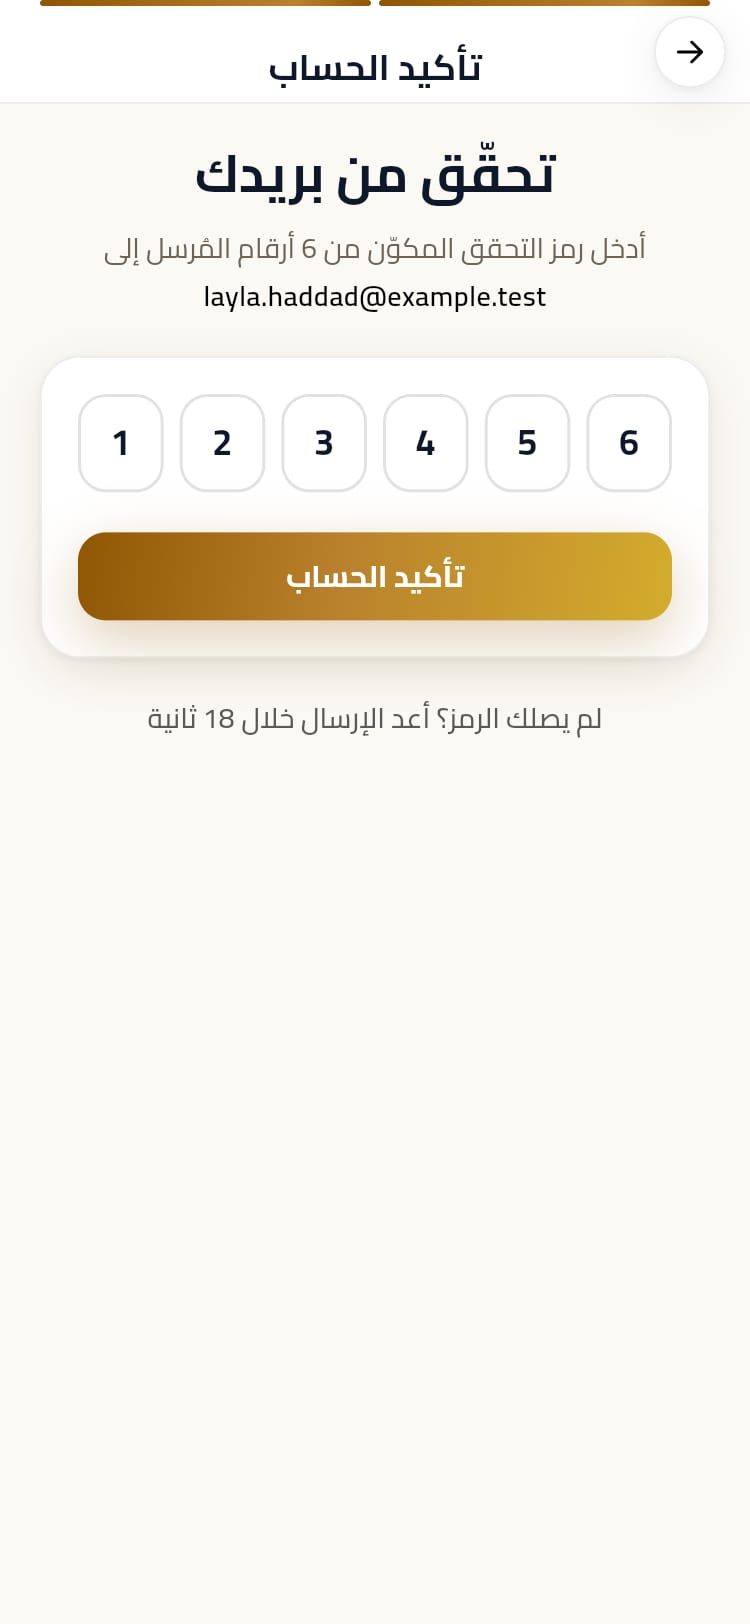 تأكيد الحساب
تحقّق من بريدك
أدخل رمز التحقق المكوّن من 6 أرقام المُرسل إلى
layla.haddad@example.test
1 2 3 4 5 6
تأكيد الحساب
لم يصلك الرمز؟ أعد الإرسال خلال 18 ثانية